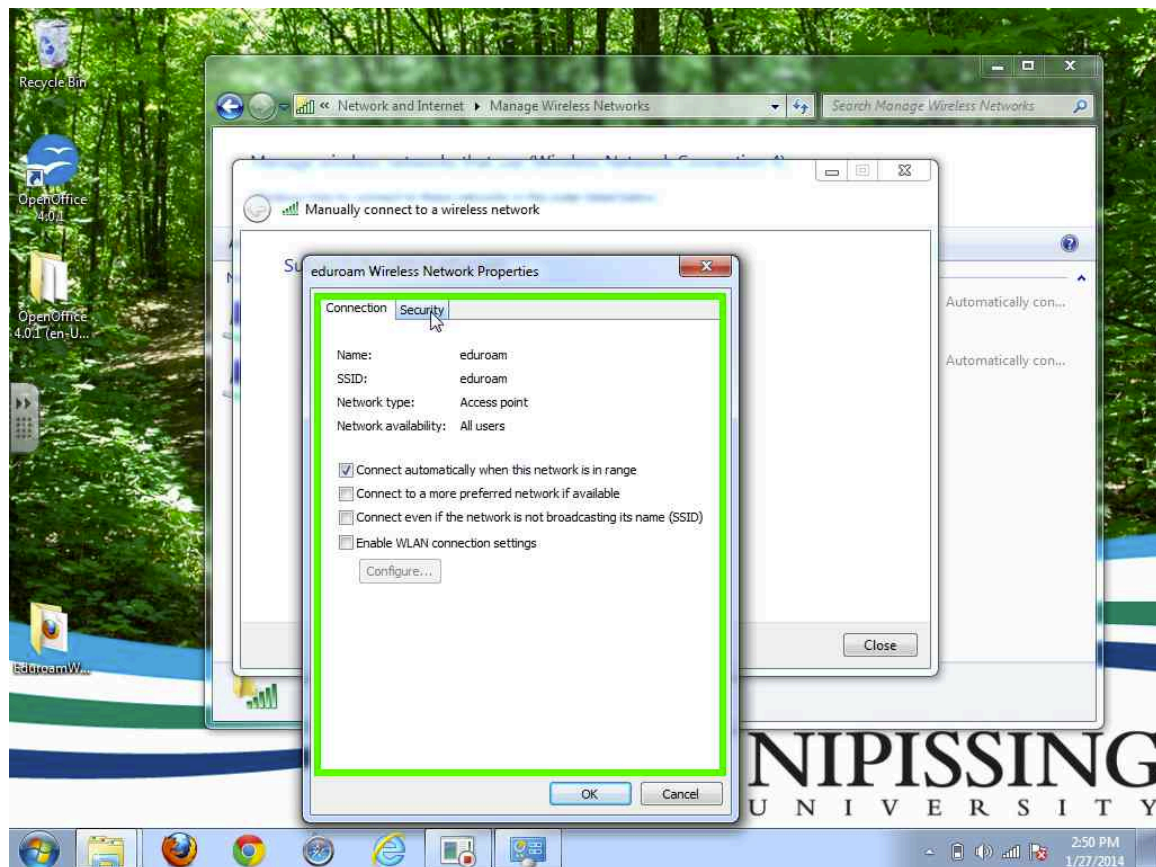 Recycle Bin
OpenOffice
4.0.1
OpenOffice
4.0.1 (en-U...
EduroamW...
« Network and Internet ▸ Manage Wireless Networks
Search Manage Wireless Networks
Manually connect to a wireless network
Su
Automatically con...
Automatically con...
eduroam Wireless Network Properties
Connection
Security
Name: eduroam
SSID: eduroam
Network type: Access point
Network availability: All users
Connect automatically when this network is in range
Connect to a more preferred network if available
Connect even if the network is not broadcasting its name (SSID)
Enable WLAN connection settings
Configure...
OK
Cancel
Close
NIPISSING
UNIVERSITY
2:50 PM
1/27/2014